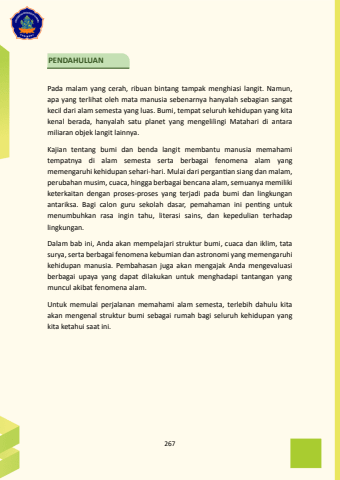 PENDAHULUAN
Pada malam yang cerah, ribuan bintang tampak menghiasi langit. Namun,
apa yang terlihat oleh mata manusia sebenarnya hanyalah sebagian sangat
kecil dari alam semesta yang luas. Bumi, tempat seluruh kehidupan yang kita
kenal berada, hanyalah satu planet yang mengelilingi Matahari di antara
miliaran objek langit lainnya.
Kajian tentang bumi dan benda langit membantu manusia memahami
tempatnya di alam semesta serta berbagai fenomena alam yang
memengaruhi kehidupan sehari-hari. Mulai dari pergantian siang dan malam,
perubahan musim, cuaca, hingga berbagai bencana alam, semuanya memiliki
keterkaitan dengan proses-proses yang terjadi pada bumi dan lingkungan
antariksa. Bagi calon guru sekolah dasar, pemahaman ini penting untuk
menumbuhkan rasa ingin tahu, literasi sains, dan kepedulian terhadap
lingkungan.
Dalam bab ini, Anda akan mempelajari struktur bumi, cuaca dan iklim, tata
surya, serta berbagai fenomena kebumian dan astronomi yang memengaruhi
kehidupan manusia. Pembahasan juga akan mengajak Anda mengevaluasi
berbagai upaya yang dapat dilakukan untuk menghadapi tantangan yang
muncul akibat fenomena alam.
Untuk memulai perjalanan memahami alam semesta, terlebih dahulu kita
akan mengenal struktur bumi sebagai rumah bagi seluruh kehidupan yang
kita ketahui saat ini.
267